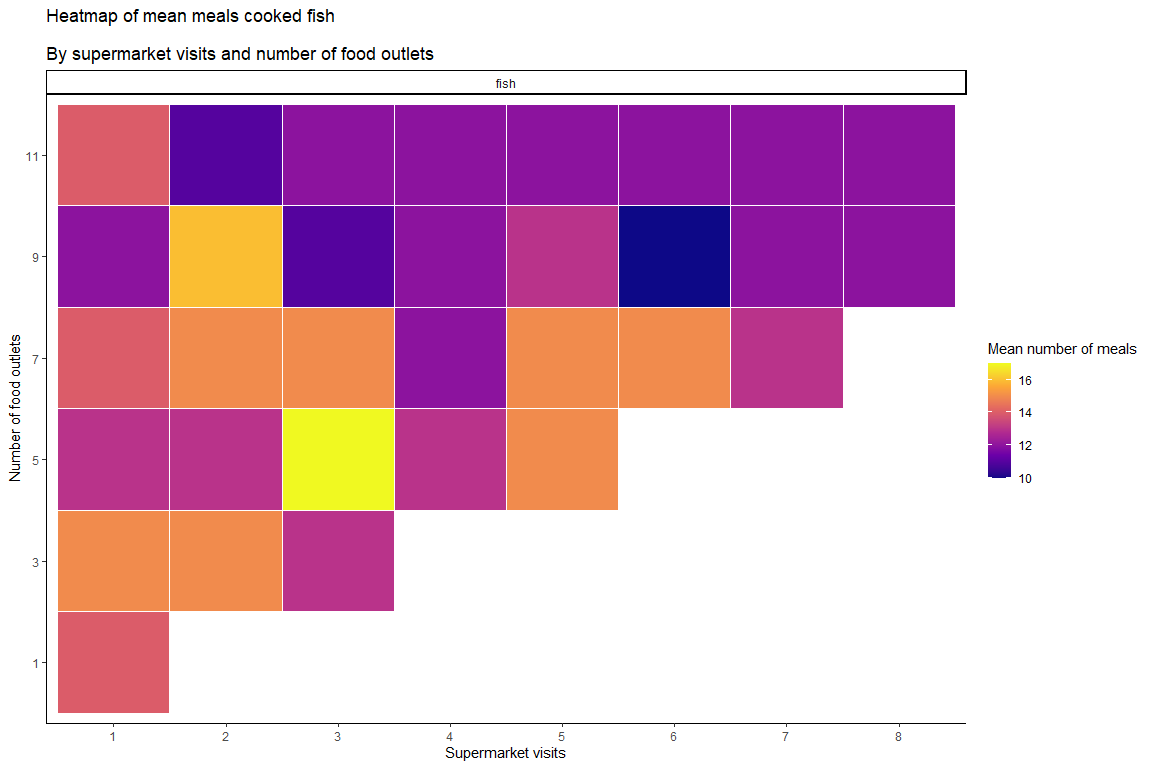 Heatmap of mean meals cooked fish
By supermarket visits and number of food outlets
fish
11
9
7
5
3
1
Number of food outlets
1 2 3 4 5 6 7 8
Supermarket visits
Mean number of meals
16
14
12
10